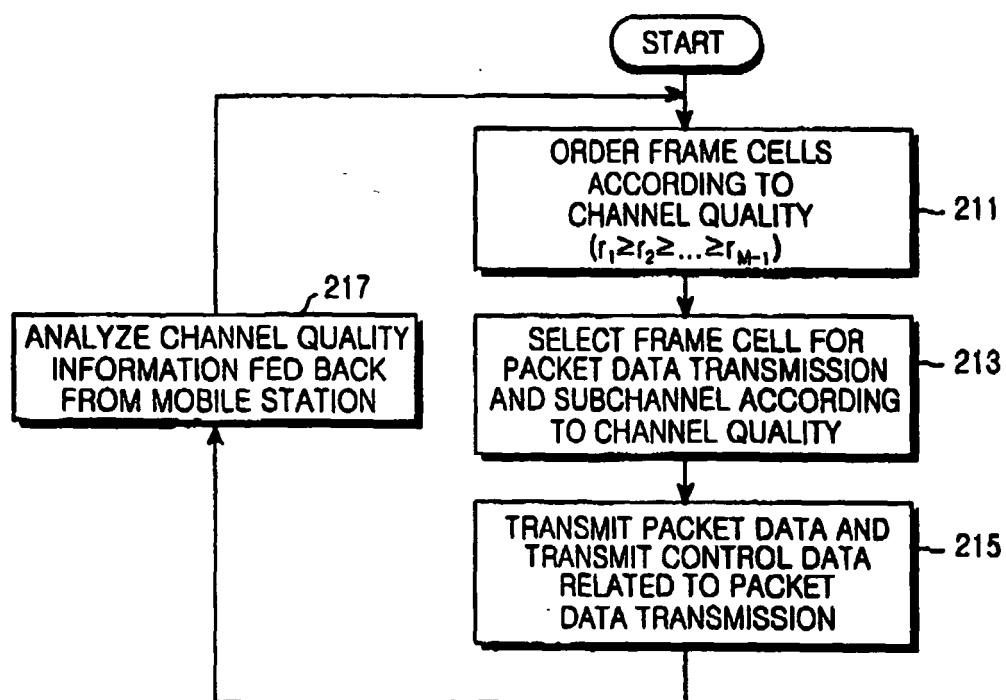 START
ORDER FRAME CELLS
ACCORDING TO
CHANNEL QUALITY
(r₁≥r₂≥...≥r_M-1)
211
217
ANALYZE CHANNEL QUALITY
INFORMATION FED BACK
FROM MOBILE STATION
SELECT FRAME CELL FOR
PACKET DATA TRANSMISSION
AND SUBCHANNEL ACCORDING
TO CHANNEL QUALITY
213
TRANSMIT PACKET DATA AND
TRANSMIT CONTROL DATA
RELATED TO PACKET
DATA TRANSMISSION
215